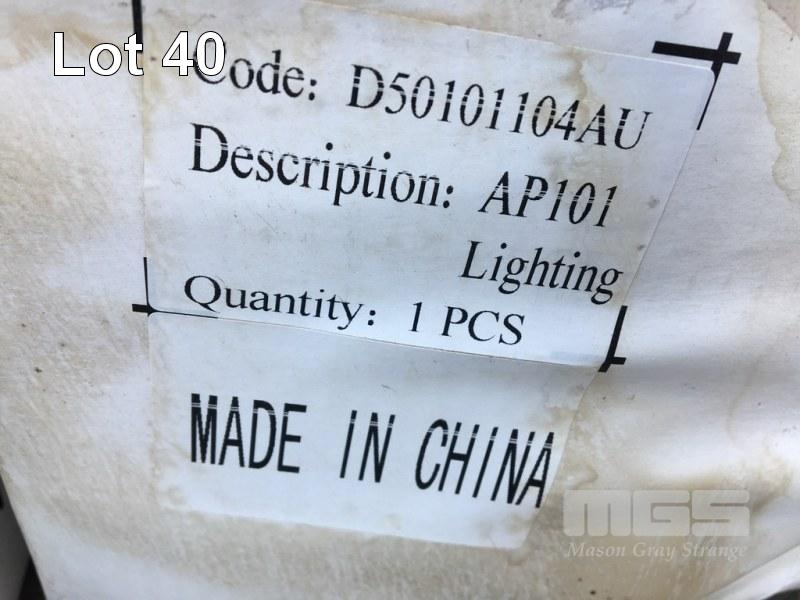 Lot 40
Code: D50101104AU
Description: AP101
Lighting
Quantity: 1 PCS
MADE IN CHINA
MGS
Mason Gray Strange